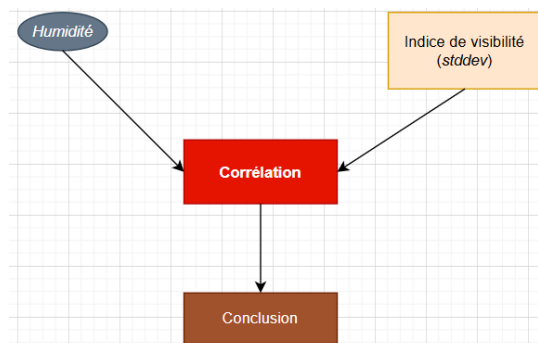 Humidité
Indice de visibilité
(stddev)
Corrélation
Conclusion